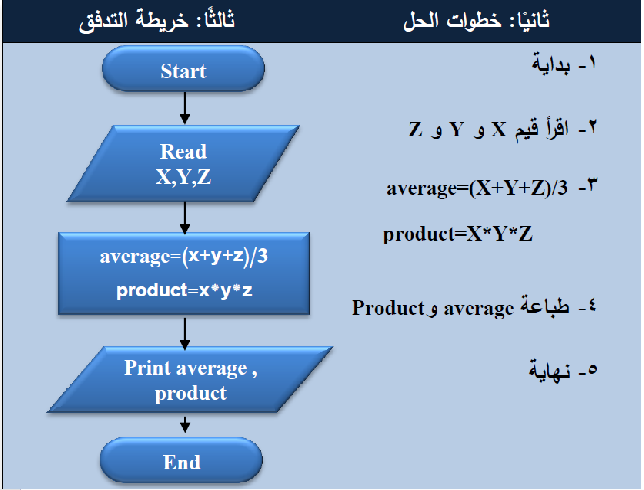 ثانيًا: خطوات الحل
١- بداية
٢- اقرأ قيم X و Y و Z
٣- average=(X+Y+Z)/3
product=X*Y*Z
٤- طباعة average و Product
٥- نهاية
ثالثًا: خريطة التدفق
Start
Read
X,Y,Z
average=(x+y+z)/3
product=x*y*z
Print average ,
product
End